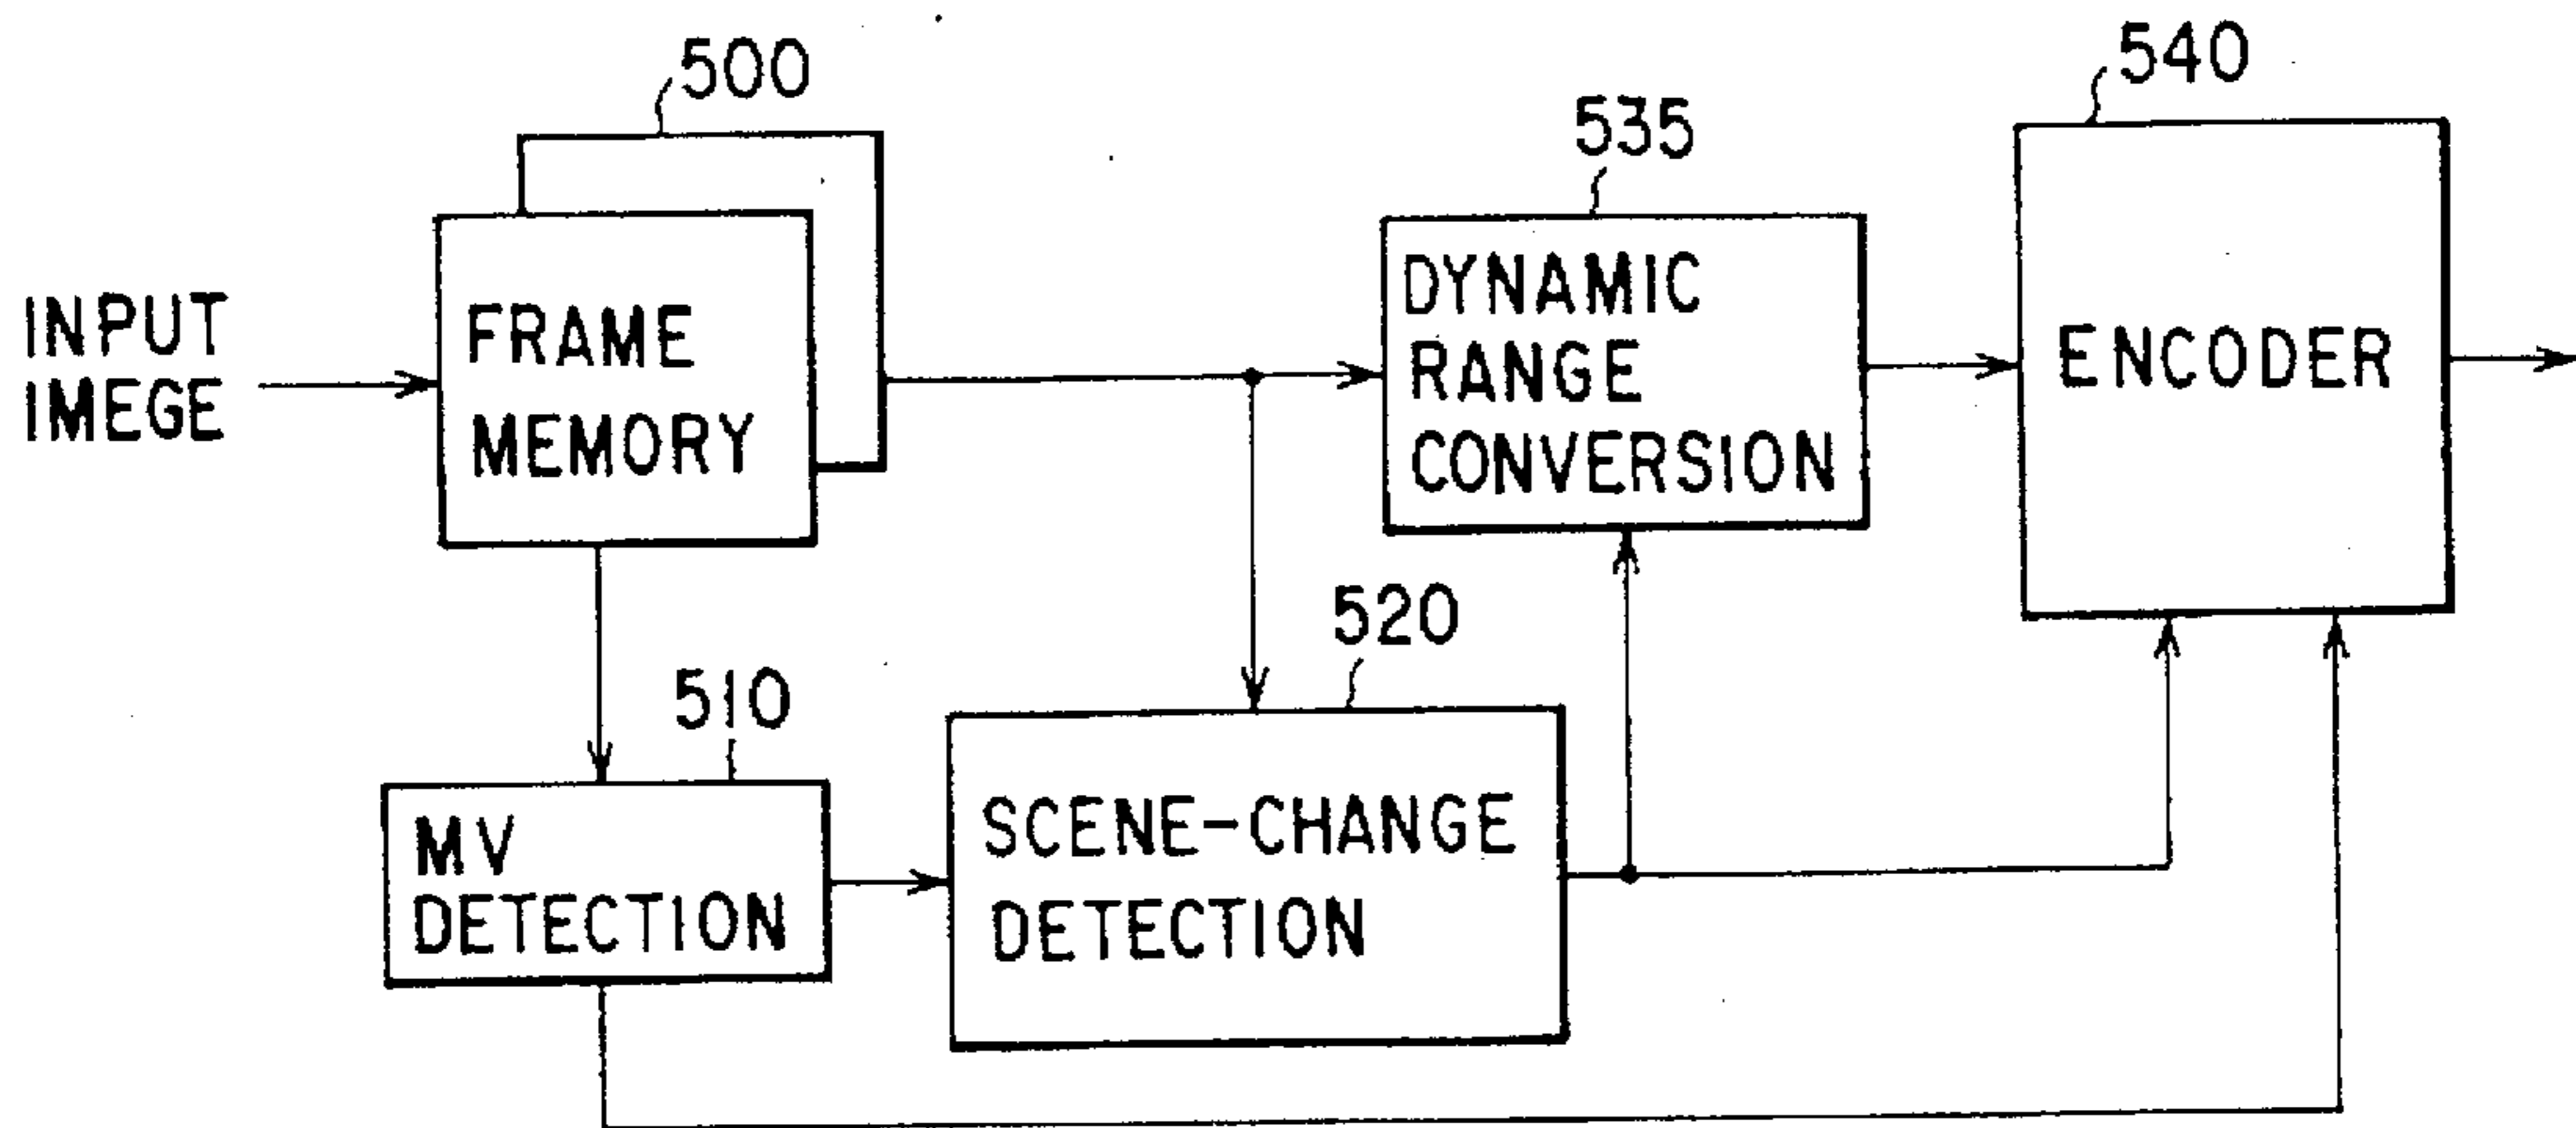 500
540
535
INPUT
IMEGE
FRAME
MEMORY
DYNAMIC
RANGE
CONVERSION
ENCODER
520
510
MV
DETECTION
SCENE-CHANGE
DETECTION